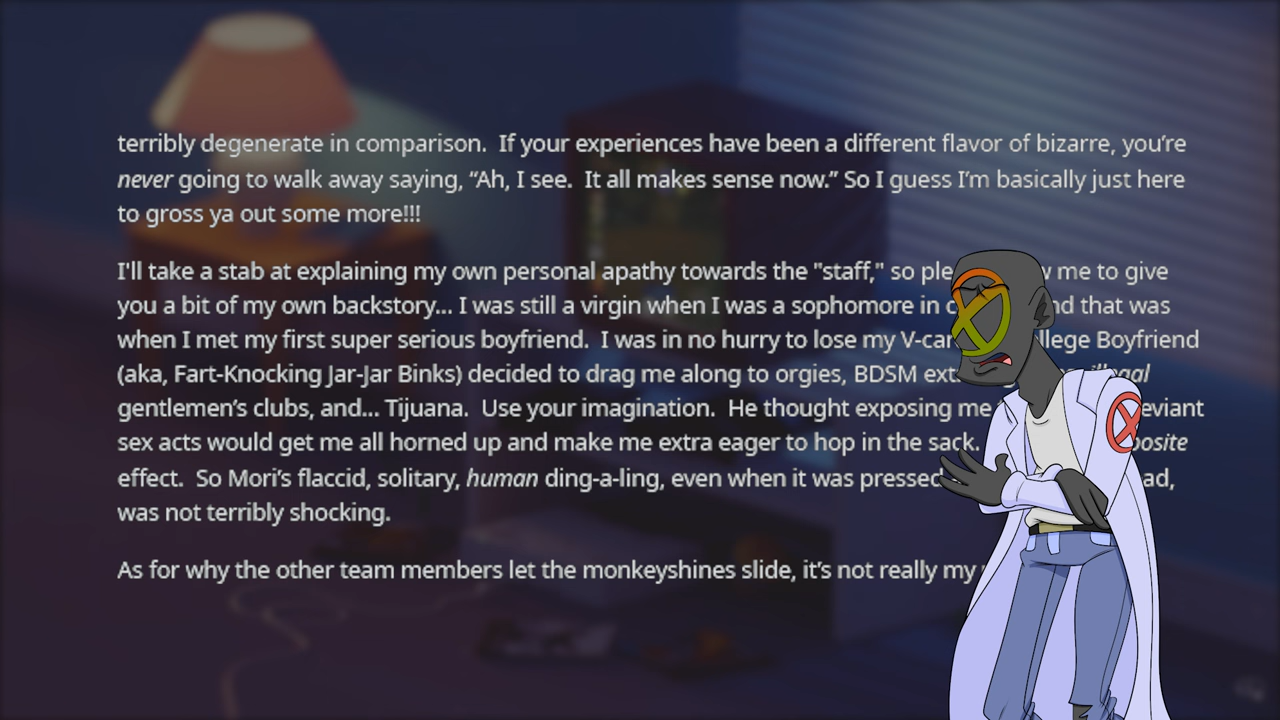 terribly degenerate in comparison.  If your experiences have been a different flavor of bizarre, you’re
never going to walk away saying, “Ah, I see.  It all makes sense now.” So I guess I’m basically just here
to gross ya out some more!!!
I'll take a stab at explaining my own personal apathy towards the "staff," so me to give
you a bit of my own backstory... I was still a virgin when I was a sophomore in that was
when I met my first super serious boyfriend.  I was in no hurry to lose my Boyfriend
(aka, Fart-Knocking Jar-Jar Binks) decided to drag me along to orgies, BDSM
gentlemen’s clubs, and... Tijuana.  Use your imagination.  He thought exposing me
sex acts would get me all horned up and make me extra eager to hop in the sack.
effect.  So Mori’s flaccid, solitary, human ding-a-ling, even when it was
was not terribly shocking.
As for why the other team members let the monkeyshines slide, it’s not really my